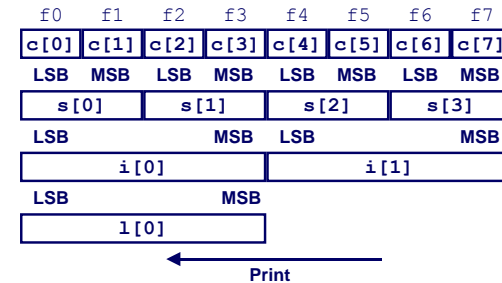 f0 f1 f2 f3 f4 f5 f6 f7
c[0] c[1] c[2] c[3] c[4] c[5] c[6] c[7]
LSB MSB LSB MSB LSB MSB LSB MSB
s[0] s[1] s[2] s[3]
LSB MSB LSB MSB
i[0] i[1]
LSB MSB
l[0]
Print